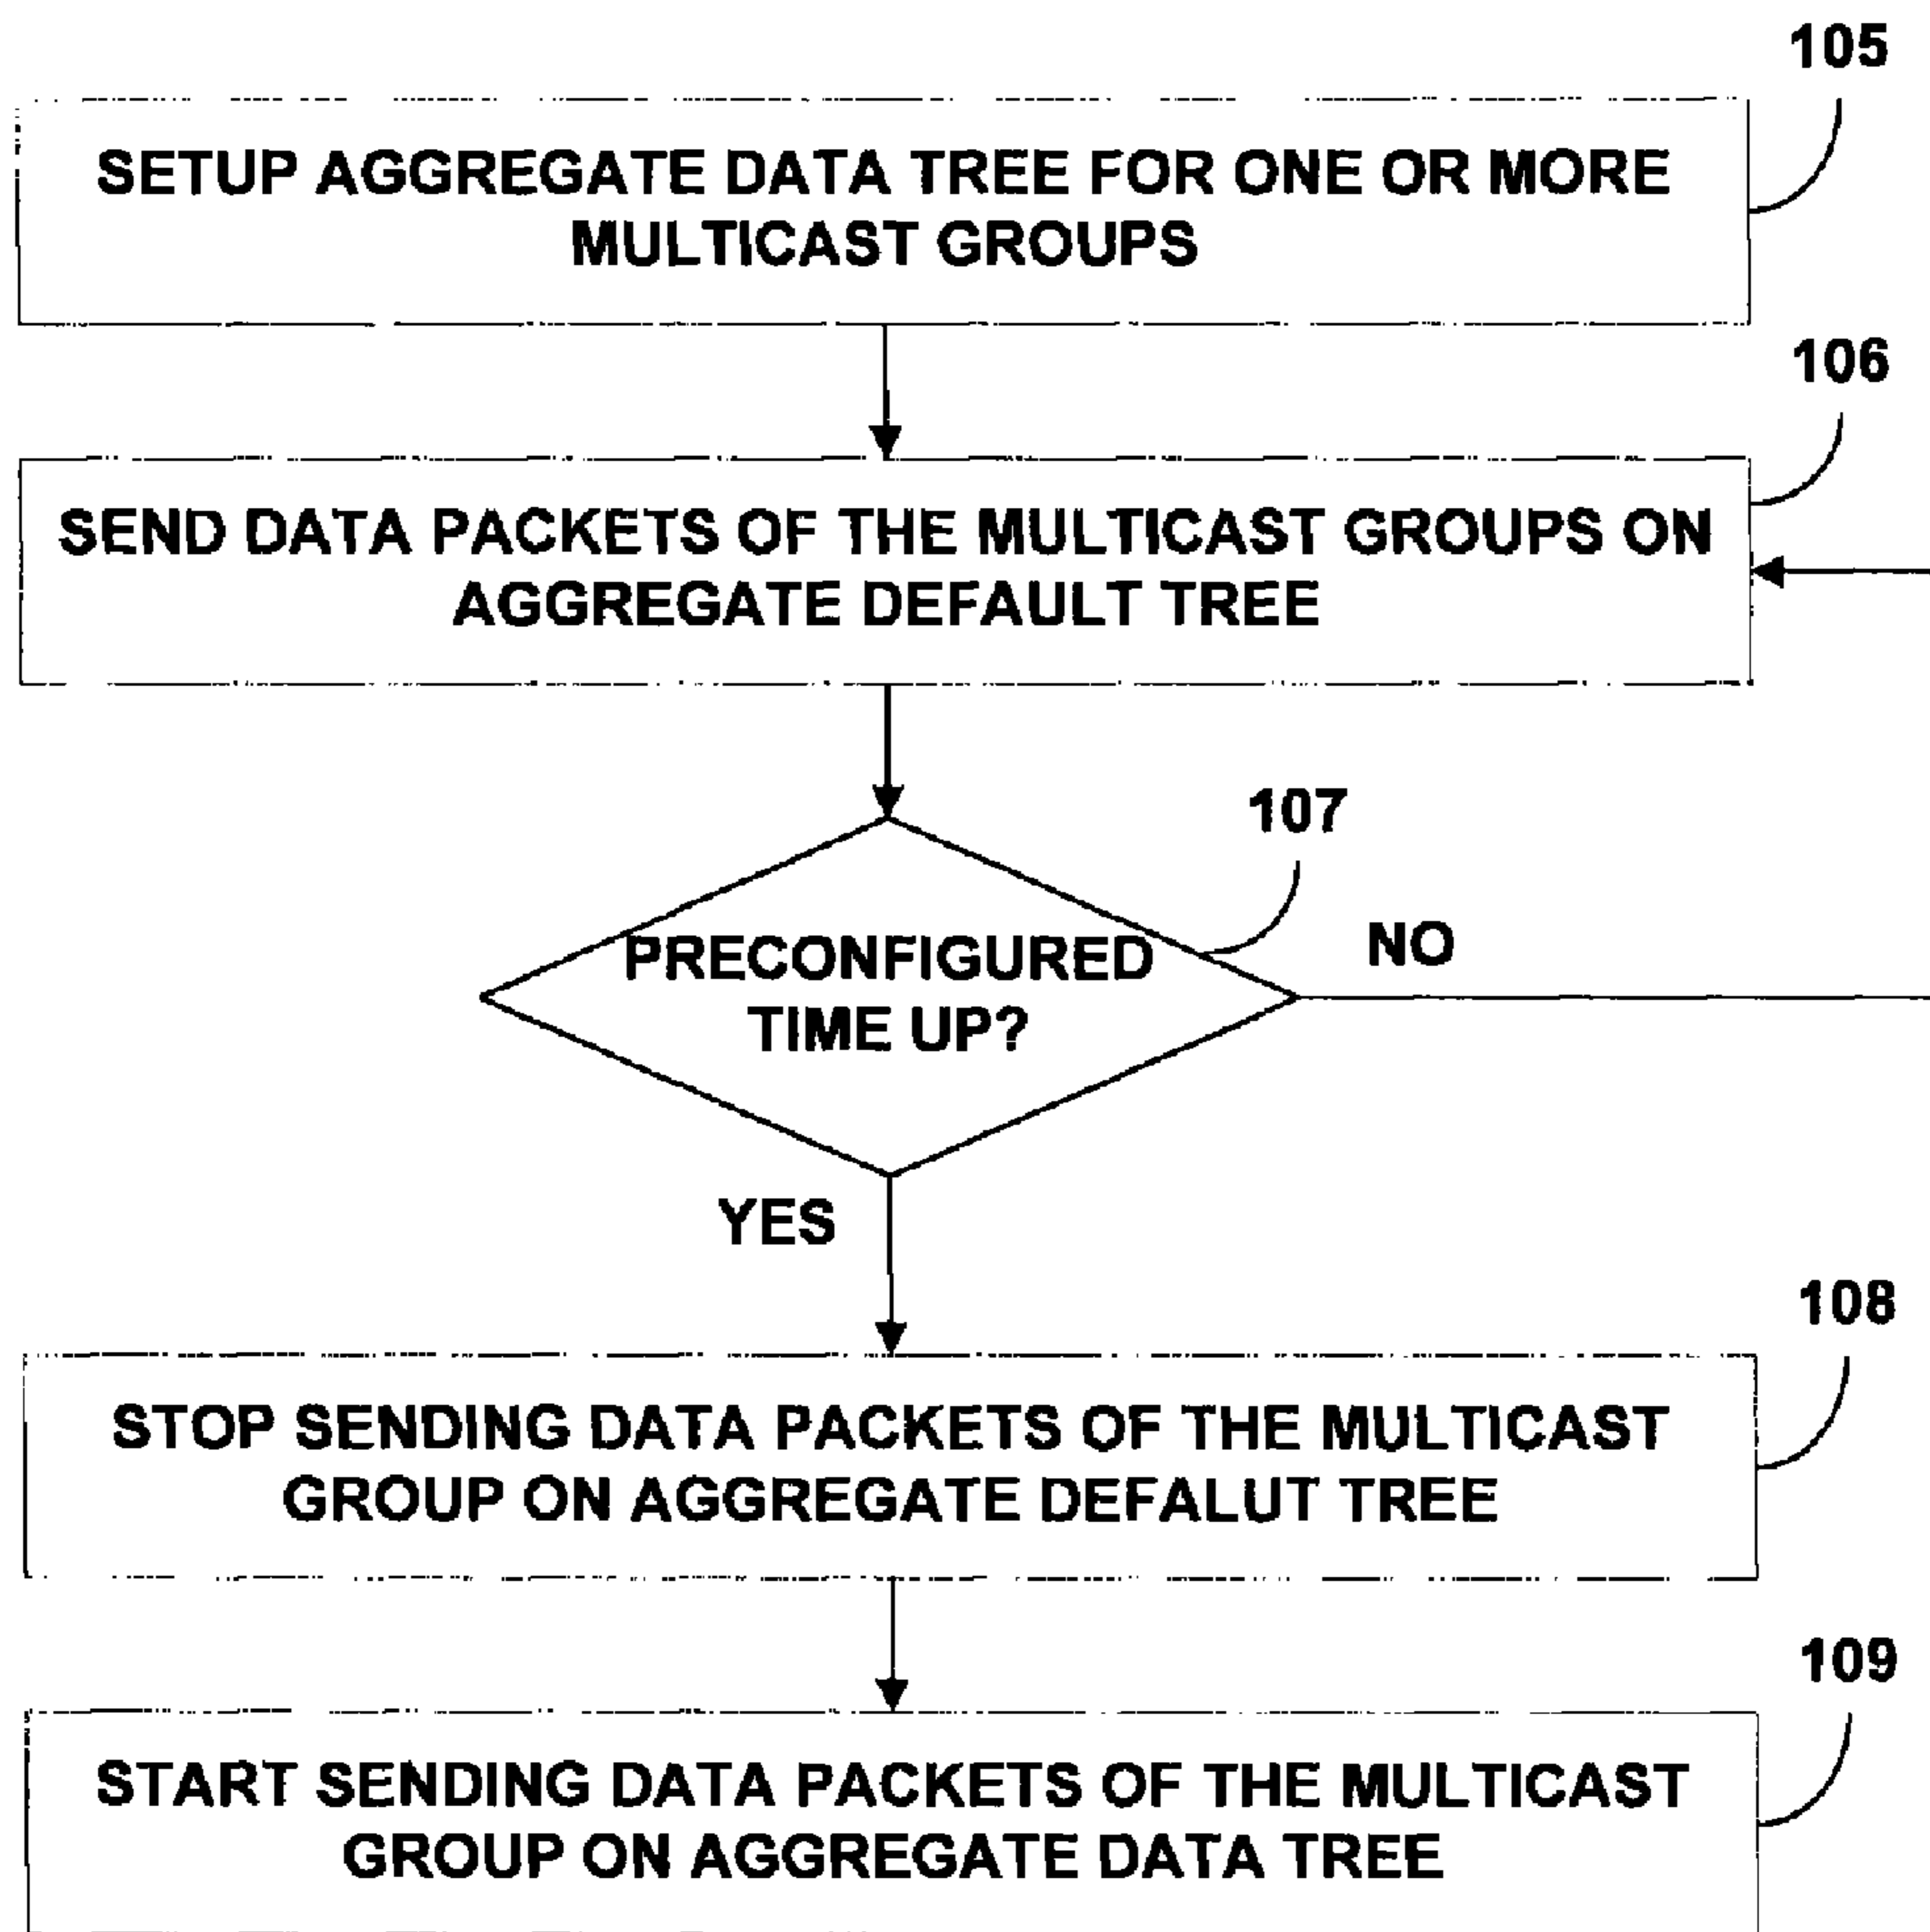 105
SETUP AGGREGATE DATA TREE FOR ONE OR MORE
MULTICAST GROUPS
106
SEND DATA PACKETS OF THE MULTICAST GROUPS ON
AGGREGATE DEFAULT TREE
107
PRECONFIGURED
TIME UP?
NO
YES
108
STOP SENDING DATA PACKETS OF THE MULTICAST
GROUP ON AGGREGATE DEFALUT TREE
109
START SENDING DATA PACKETS OF THE MULTICAST
GROUP ON AGGREGATE DATA TREE